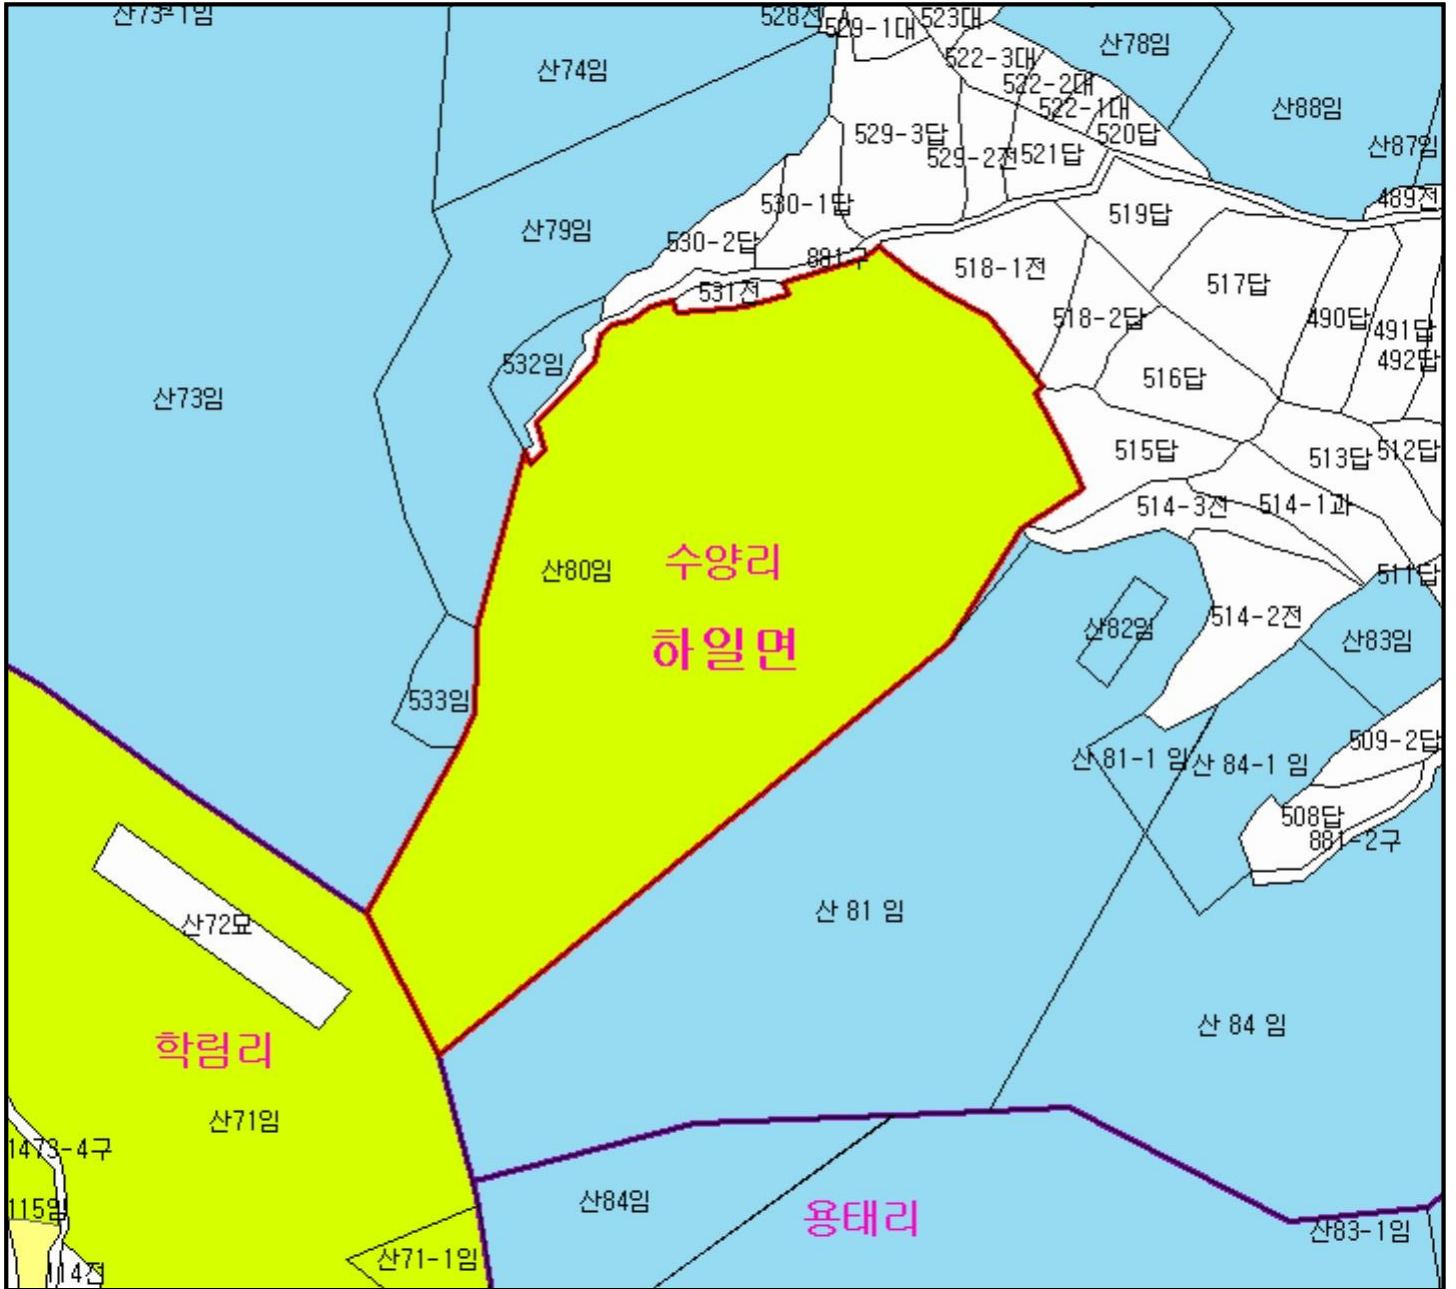 산73-1임
528전
529-1대
523대
산74임
522-3대
산78임
522-2대
522-1대
산88임
529-3답
520답
산87임
529-2전
521답
489전
530-1답
519답
산79임
530-2답
881구
518-1전
517답
531전
518-2답
490답
491답
492답
532임
516답
산73임
515답
513답
512답
514-3전
514-1과
산80임
수양리
511답
514-2전
산82임
산83임
하일면
533임
509-2답
산 81-1 임
산 84-1 임
508답
881-2구
산 81 임
산72묘
산 84 임
학림리
산71임
1473-4구
115임
산84임
용태리
산83-1임
산71-1임
114전